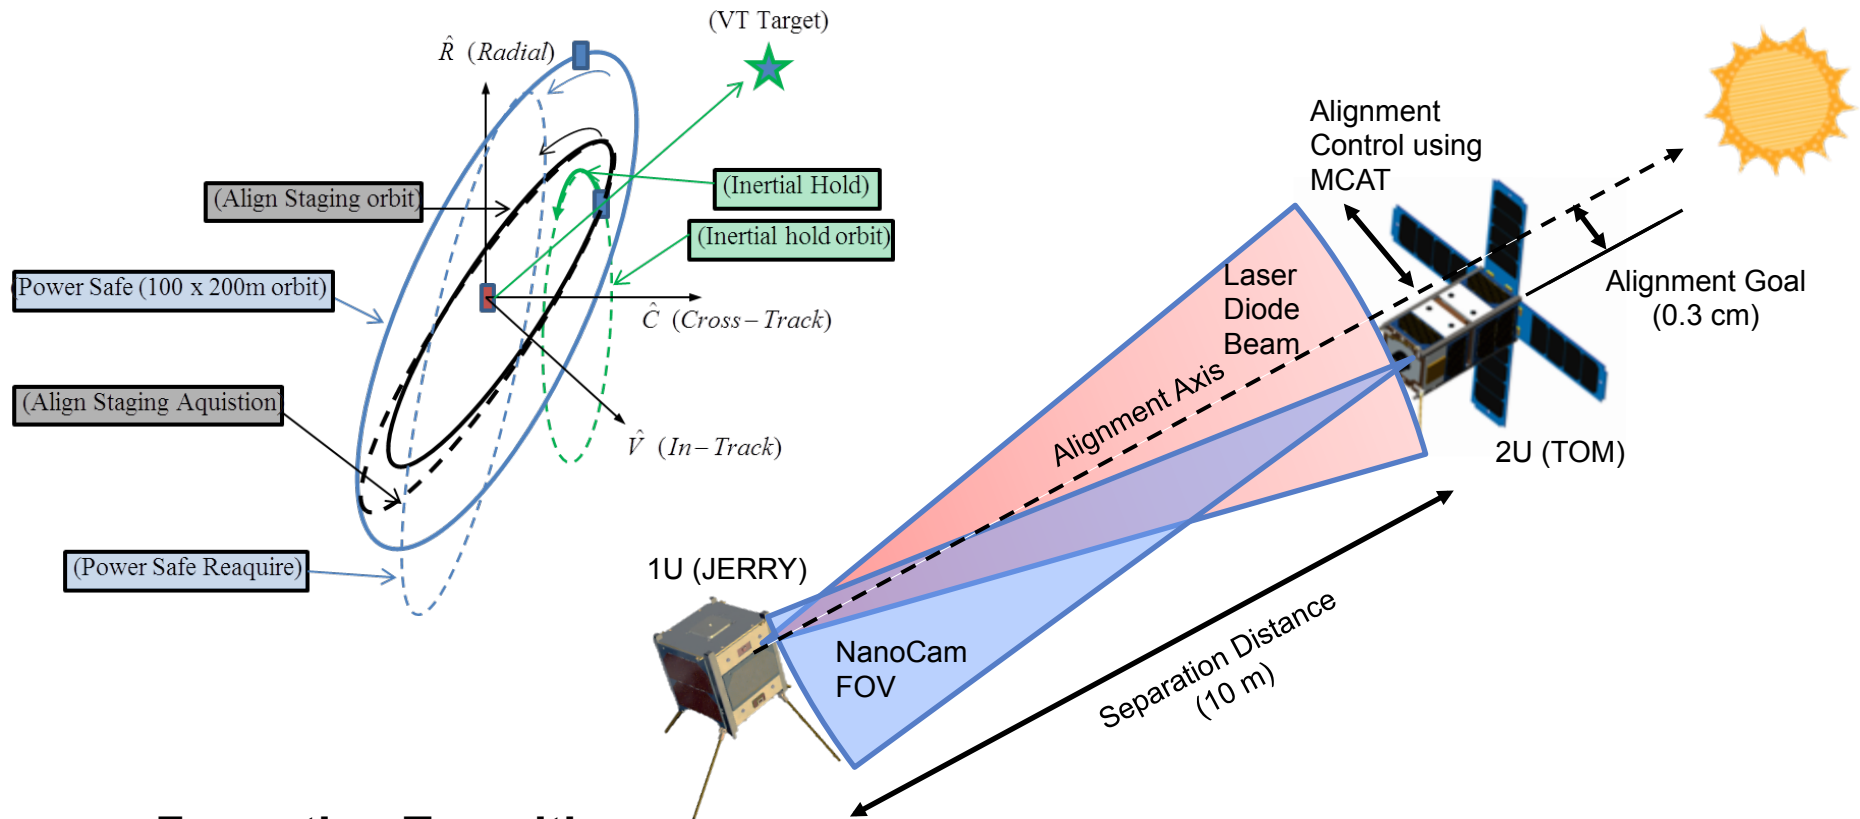 (VT Target)
R̂ (Radial)
(Align Staging orbit)
(Inertial Hold)
(Inertial hold orbit)
(Power Safe (100 x 200m orbit)
Ĉ (Cross–Track)
(Align Staging Aquistion)
V̂ (In–Track)
(Power Safe Reaquire)
Alignment
Control using
MCAT
Laser
Diode
Beam
Alignment Goal
(0.3 cm)
Alignment Axis
2U (TOM)
1U (JERRY)
NanoCam
FOV
Separation Distance
(10 m)